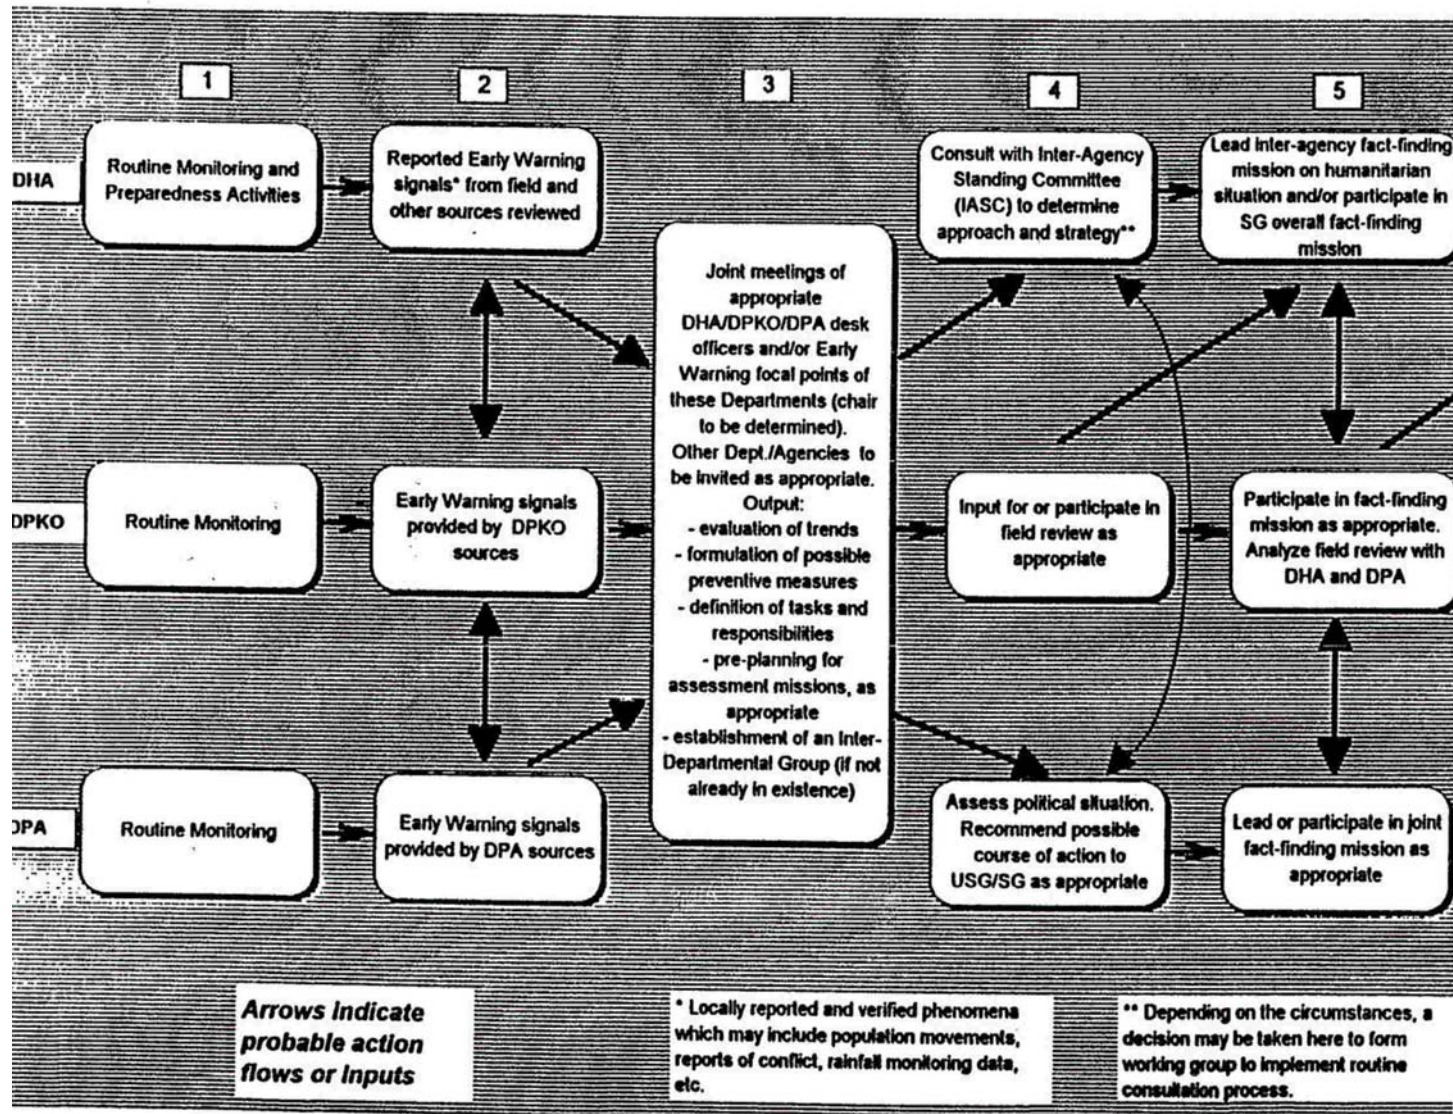 1
2
3
4
5
DHA
Routine Monitoring and
Preparedness Activities
Reported Early Warning
signals* from field and
other sources reviewed
Consult with Inter-Agency
Standing Committee
(IASC) to determine
approach and strategy**
Lead Inter-agency fact-finding
mission on humanitarian
situation and/or participate in
SG overall fact-finding
mission
Joint meetings of
appropriate
DHA/DPKO/DPA desk
officers and/or Early
Warning focal points of
these Departments (chair
to be determined).
Other Dept./Agencies to
be invited as appropriate.
Output:
- evaluation of trends
- formulation of possible
preventive measures
- definition of tasks and
responsibilities
- pre-planning for
assessment missions, as
appropriate
- establishment of an Inter-
Departmental Group (if not
already in existence)
DPKO
Routine Monitoring
Early Warning signals
provided by DPKO
sources
Input for or participate in
field review as
appropriate
Participate in fact-finding
mission as appropriate.
Analyze field review with
DHA and DPA
DPA
Routine Monitoring
Early Warning signals
provided by DPA sources
Assess political situation.
Recommend possible
course of action to
USG/SG as appropriate
Lead or participate in joint
fact-finding mission as
appropriate
Arrows indicate
probable action
flows or inputs
* Locally reported and verified phenomena
which may include population movements,
reports of conflict, rainfall monitoring data,
etc.
** Depending on the circumstances, a
decision may be taken here to form
working group to implement routine
consultation process.